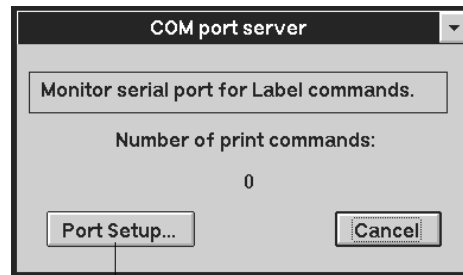 COM port server
Monitor serial port for Label commands.
Number of print commands:
0
Port Setup... Cancel